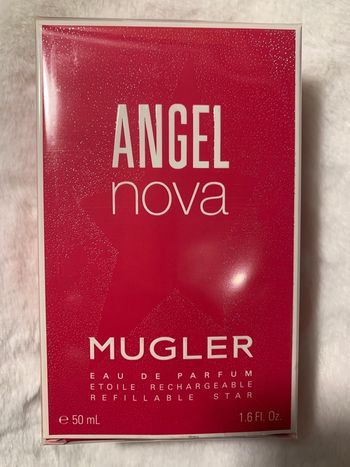 ANGEL
nova
MUGLER
EAU DE PARFUM
ETOILE RECHARGEABLE
REFILLABLE STAR
℮ 50 mL 1.6 Fl. Oz.